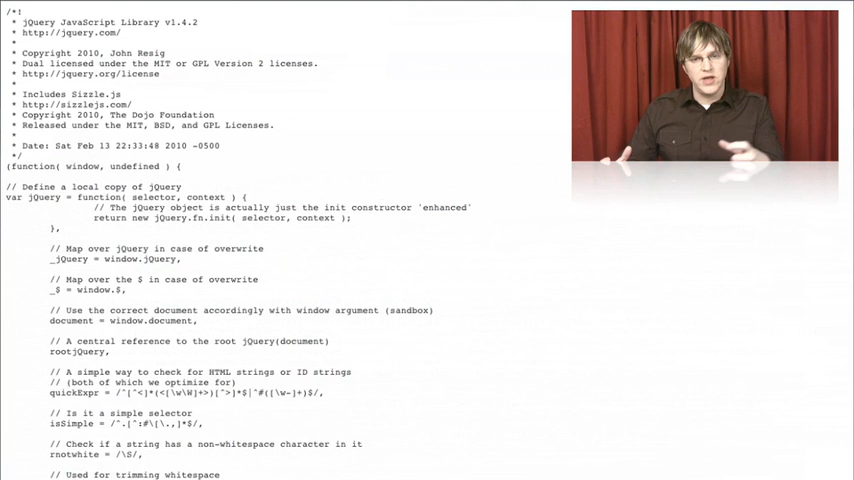 /*!
 * jQuery JavaScript Library v1.4.2
 * http://jquery.com/
 *
 * Copyright 2010, John Resig
 * Dual licensed under the MIT or GPL Version 2 licenses.
 * http://jquery.org/license
 *
 * Includes Sizzle.js
 * http://sizzlejs.com/
 * Copyright 2010, The Dojo Foundation
 * Released under the MIT, BSD, and GPL Licenses.
 *
 * Date: Sat Feb 13 22:33:48 2010 -0500
 */
(function( window, undefined ) {
// Define a local copy of jQuery
var jQuery = function( selector, context ) {
// The jQuery object is actually just the init constructor 'enhanced'
return new jQuery.fn.init( selector, context );
},
// Map over jQuery in case of overwrite
_jQuery = window.jQuery,
// Map over the $ in case of overwrite
_$ = window.$,
// Use the correct document accordingly with window argument (sandbox)
document = window.document,
// A central reference to the root jQuery(document)
rootjQuery,
// A simple way to check for HTML strings or ID strings
// (both of which we optimize for)
quickExpr = /^[^<]*(<[\w\W]+>)[^>]*$|^#([\w-]+)$/,
// Is it a simple selector
isSimple = /^.[^:#\[\.,]*$/,
// Check if a string has a non-whitespace character in it
rnotwhite = /\S/,
// Used for trimming whitespace